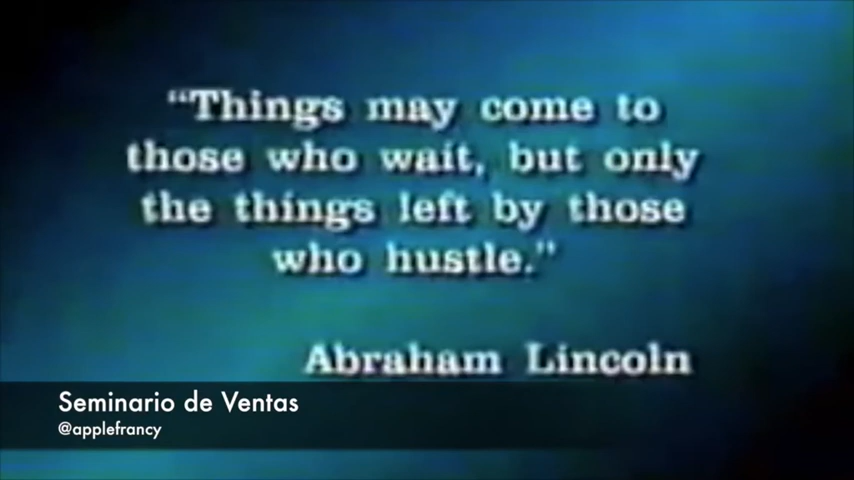 “Things may come to
those who wait, but only
the things left by those
who hustle.”
Abraham Lincoln
Seminario de Ventas
@applefrancy